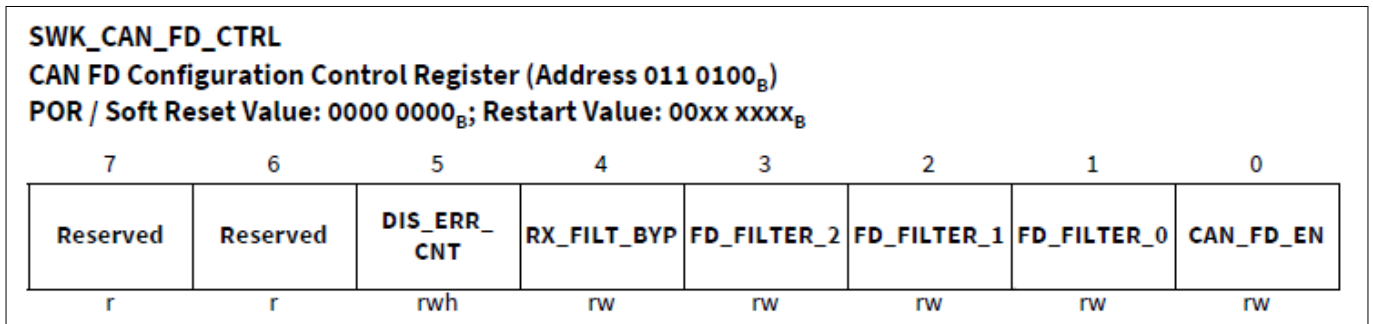 SWK_CAN_FD_CTRL
CAN FD Configuration Control Register (Address 011 0100B)
POR / Soft Reset Value: 0000 0000B; Restart Value: 00xx xxxxB
7 6 5 4 3 2 1 0
Reserved Reserved DIS_ERR_ RX_FILT_BYP FD_FILTER_2 FD_FILTER_1 FD_FILTER_0 CAN_FD_EN
CNT
r r rwh rw rw rw rw rw